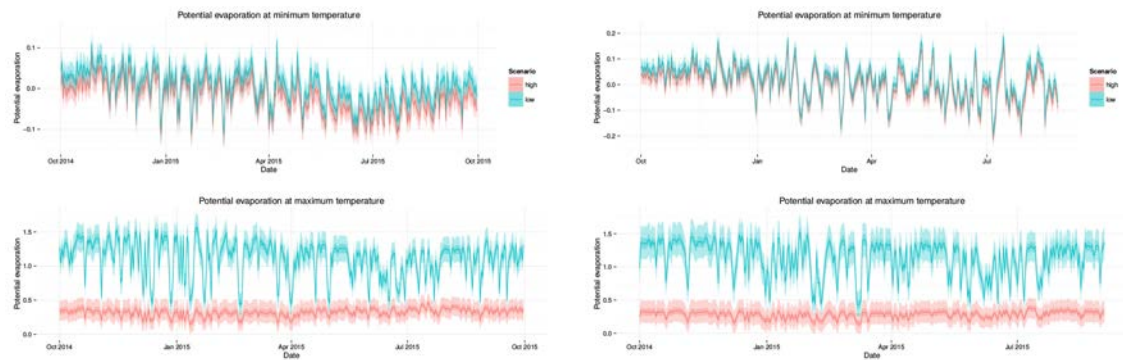 Potential evaporation at minimum temperature
Potential evaporation
0.1
0.0
−0.1
Oct 2014
Jan 2015
Apr 2015
Jul 2015
Oct 2015
Date
Scenario
high
low
Potential evaporation at minimum temperature
Potential evaporation
0.2
0.1
0.0
−0.1
−0.2
Oct
Jan
Apr
Jul
Date
Scenario
high
low
Potential evaporation at maximum temperature
Potential evaporation
1.5
1.0
0.5
0.0
Oct 2014
Jan 2015
Apr 2015
Jul 2015
Oct 2015
Date
Potential evaporation at maximum temperature
Potential evaporation
1.5
1.0
0.5
0.0
Oct 2014
Jan 2015
Apr 2015
Jul 2015
Date